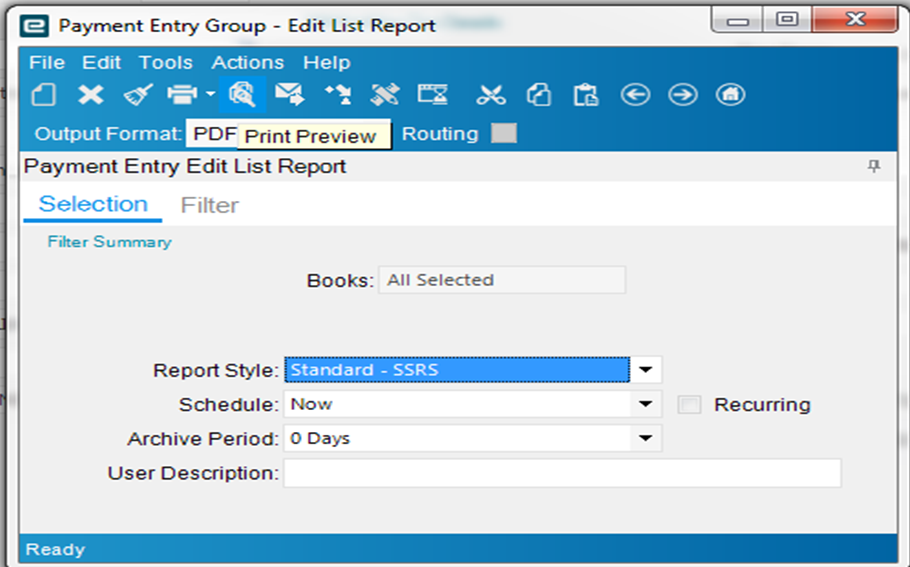 Payment Entry Group - Edit List Report
File Edit Tools Actions Help
Output Format: PDF Print Preview Routing
Payment Entry Edit List Report
Selection Filter
Filter Summary
Books: All Selected
Report Style: Standard - SSRS
Schedule: Now Recurring
Archive Period: 0 Days
User Description:
Ready